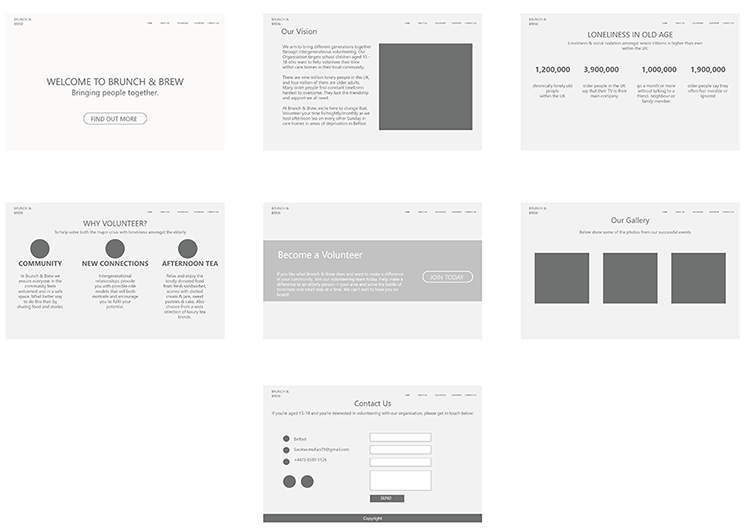 BRUNCH &
BREW
HOME ABOUT US VOLUNTEERS OUR EVENTS CONTACT US
WELCOME TO BRUNCH & BREW
Bringing people together.
FIND OUT MORE
BRUNCH &
BREW
Our Vision
We aim to bring different generations together
through intergenerational volunteering. Our
Organisation targets school children aged 15 -
18 who want to help volunteer their time
within care homes in their local community.
There are nine million lonely people in the UK,
and four million of them are older adults.
Many older people find constant loneliness
hardest to overcome. They lack the friendship
and support we all need.
At Brunch & Brew, we're here to change that.
Volunteer your time fortnightly/monthly as we
host afternoon tea on every other Sunday in
care homes in areas of deprivation in Belfast.
BRUNCH &
BREW
LONELINESS IN OLD AGE
Loneliness & social isolation amongst senior citizens is higher than ever
within the UK
1,200,000 3,900,000 1,000,000 1,900,000
chronically lonely old
people
within the UK
older people in the UK
say that their TV is their
main company.
go a month or more
without talking to a
friend, neighbour or
family member
older people say they
often feel invisible or
ignored
BRUNCH &
BREW
WHY VOLUNTEER?
To help solve both the major crisis with loneliness amongst the elderly
COMMUNITY
In Brunch & Brew we
ensure everyone in the
community feels
welcomed and in a safe
space. What better way
to do this than by
sharing food and stories.
NEW CONNECTIONS
Intergenerational
relationships provide
you with positive role
models that will both
motivate and encourage
you to fulfil your
potential.
AFTERNOON TEA
Relax and enjoy the
kindly donated food
from fresh sandwiches,
scones with clotted
cream & jam, sweet
pastries & cake. Also
choose from a wide
selection of luxury tea
blends.
BRUNCH &
BREW
Become a Volunteer
If you like what Brunch & Brew does and want to make a difference
in your community, join our volunteering team today. Help make a
difference to an elderly person in your area and solve the battle of
loneliness one small step at a time. We can't wait to have you on
board!
JOIN TODAY
BRUNCH &
BREW
Our Gallery
Below show some of the photos from our successful events
BRUNCH &
BREW
Contact Us
If you're aged 15-18 and you're interested in volunteering with our organisation, please get in touch below.
Belfast
SEND
Copyright